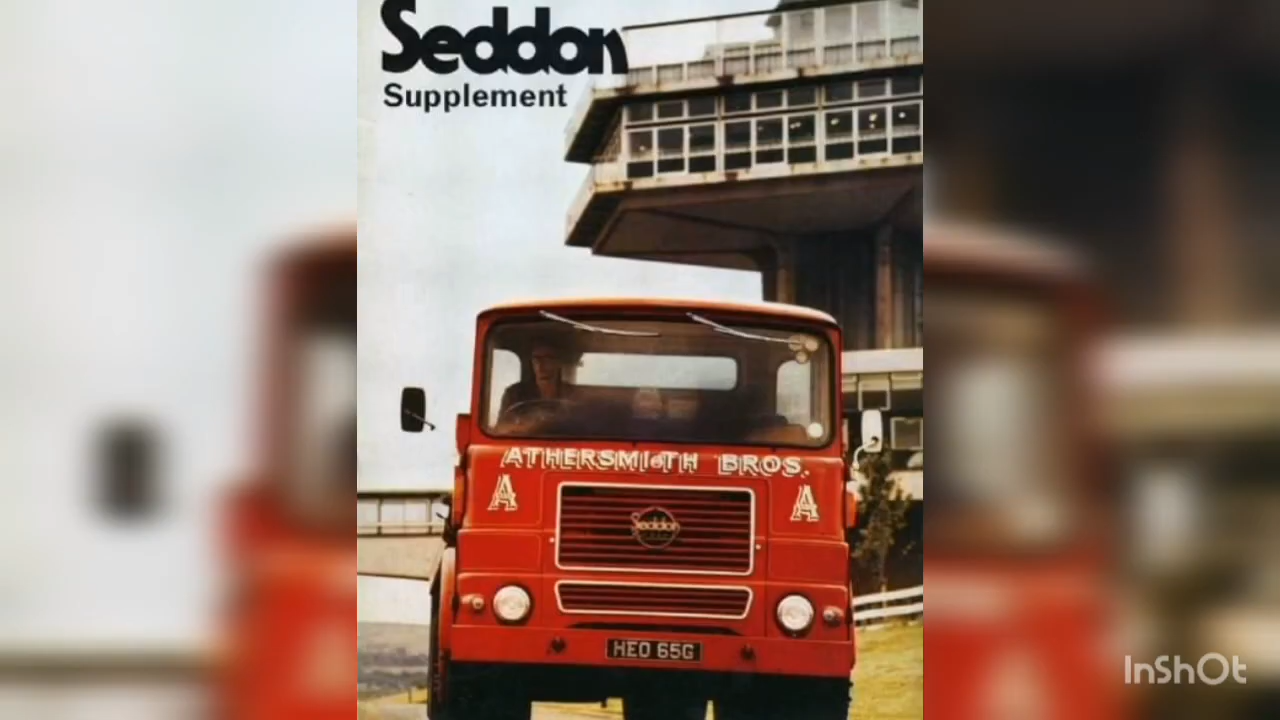 Seddon
Supplement
ATHERSMITH BROS.
A A
Seddon
HEO 65G
InShOt